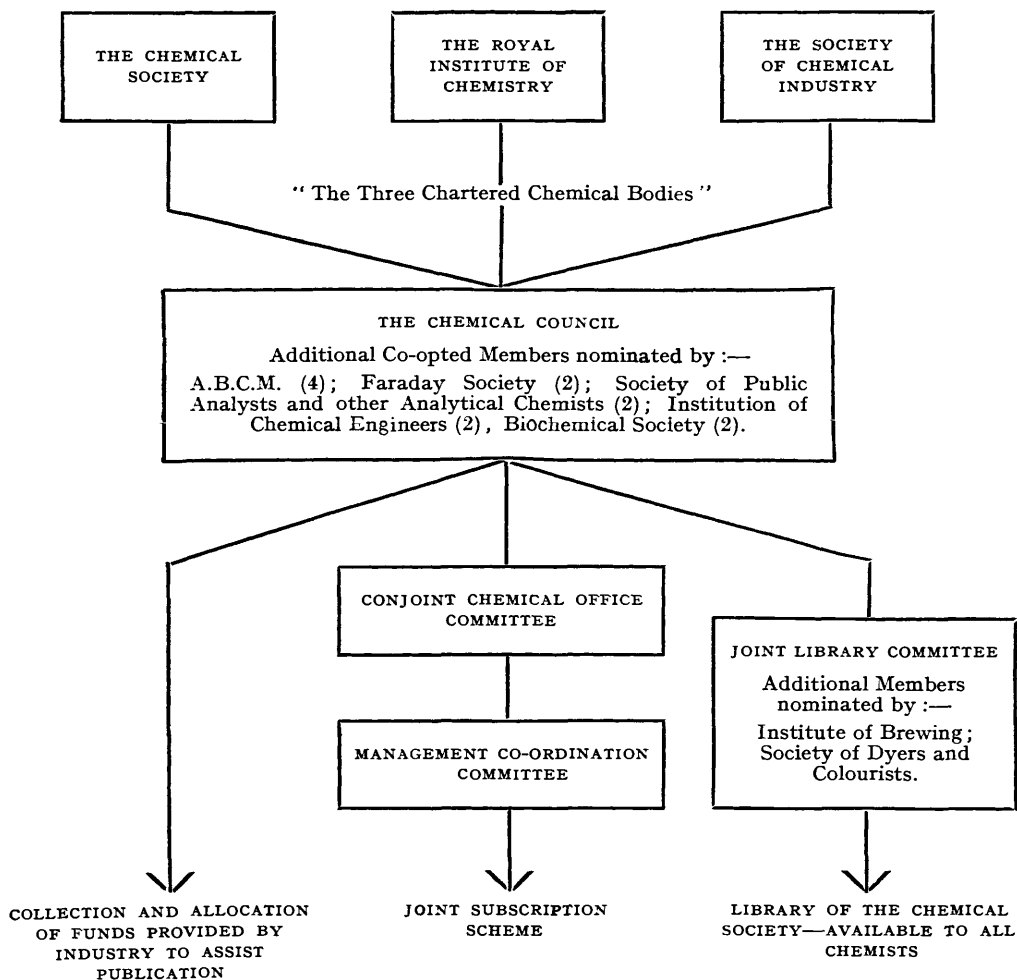 THE CHEMICAL
SOCIETY
THE ROYAL
INSTITUTE OF
CHEMISTRY
THE SOCIETY
OF CHEMICAL
INDUSTRY
" The Three Chartered Chemical Bodies "
THE CHEMICAL COUNCIL
Additional Co-opted Members nominated by :—
A.B.C.M. (4); Faraday Society (2); Society of Public
Analysts and other Analytical Chemists (2); Institution of
Chemical Engineers (2), Biochemical Society (2).
CONJOINT CHEMICAL OFFICE
COMMITTEE
MANAGEMENT CO-ORDINATION
COMMITTEE
JOINT LIBRARY COMMITTEE
Additional Members
nominated by :—
Institute of Brewing;
Society of Dyers and
Colourists.
COLLECTION AND ALLOCATION
OF FUNDS PROVIDED BY
INDUSTRY TO ASSIST
PUBLICATION
JOINT SUBSCRIPTION
SCHEME
LIBRARY OF THE CHEMICAL
SOCIETY—AVAILABLE TO ALL
CHEMISTS